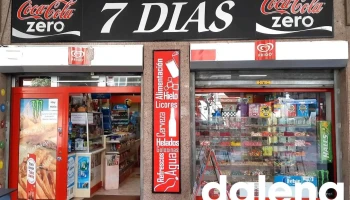 Coca-Cola
zero
7 DIAS
Coca-Cola
zero
Alimentación
Hielo
Licores
Cerveza
Helados
Refrescos
Agua
dalena